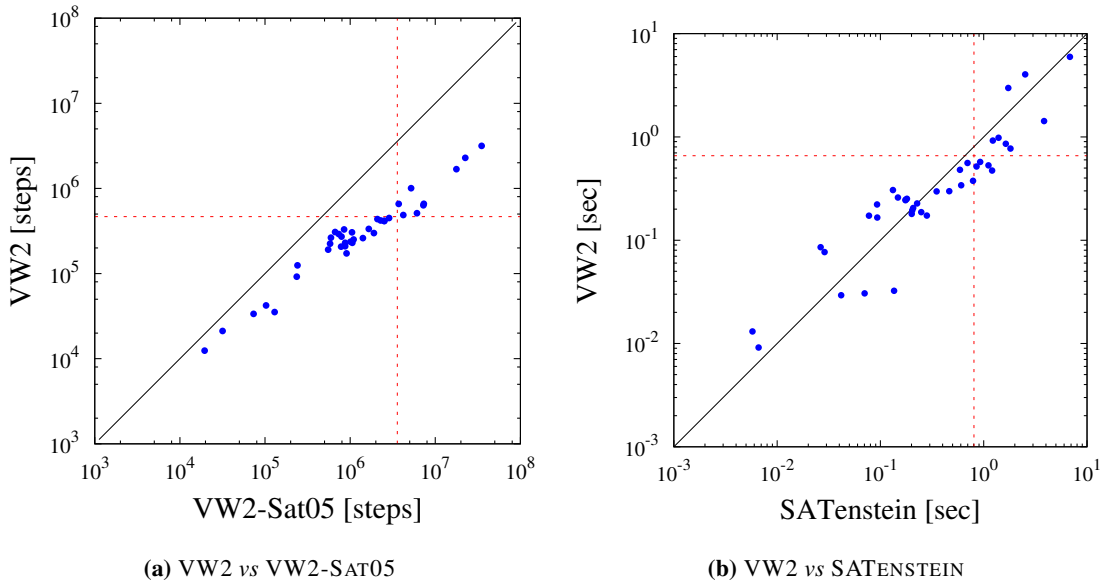 10^8
10^7
10^6
10^5
10^4
10^3
VW2 [steps]
10^3 10^4 10^5 10^6 10^7 10^8
VW2-Sat05 [steps]
(a) VW2 vs VW2-SAT05
10^1
10^0
10^-1
10^-2
10^-3
VW2 [sec]
10^-3 10^-2 10^-1 10^0 10^1
SATenstein [sec]
(b) VW2 vs SATENSTEIN